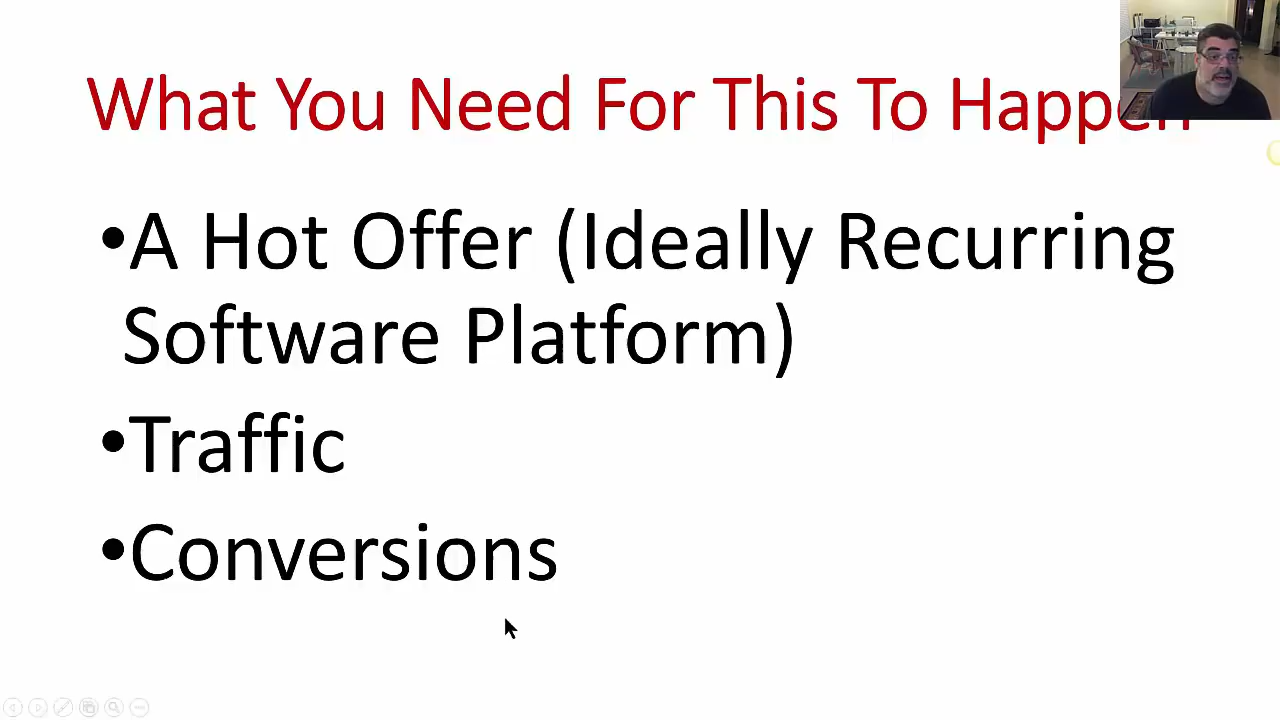 What You Need For This To Happen
•A Hot Offer (Ideally Recurring
Software Platform)
•Traffic
•Conversions